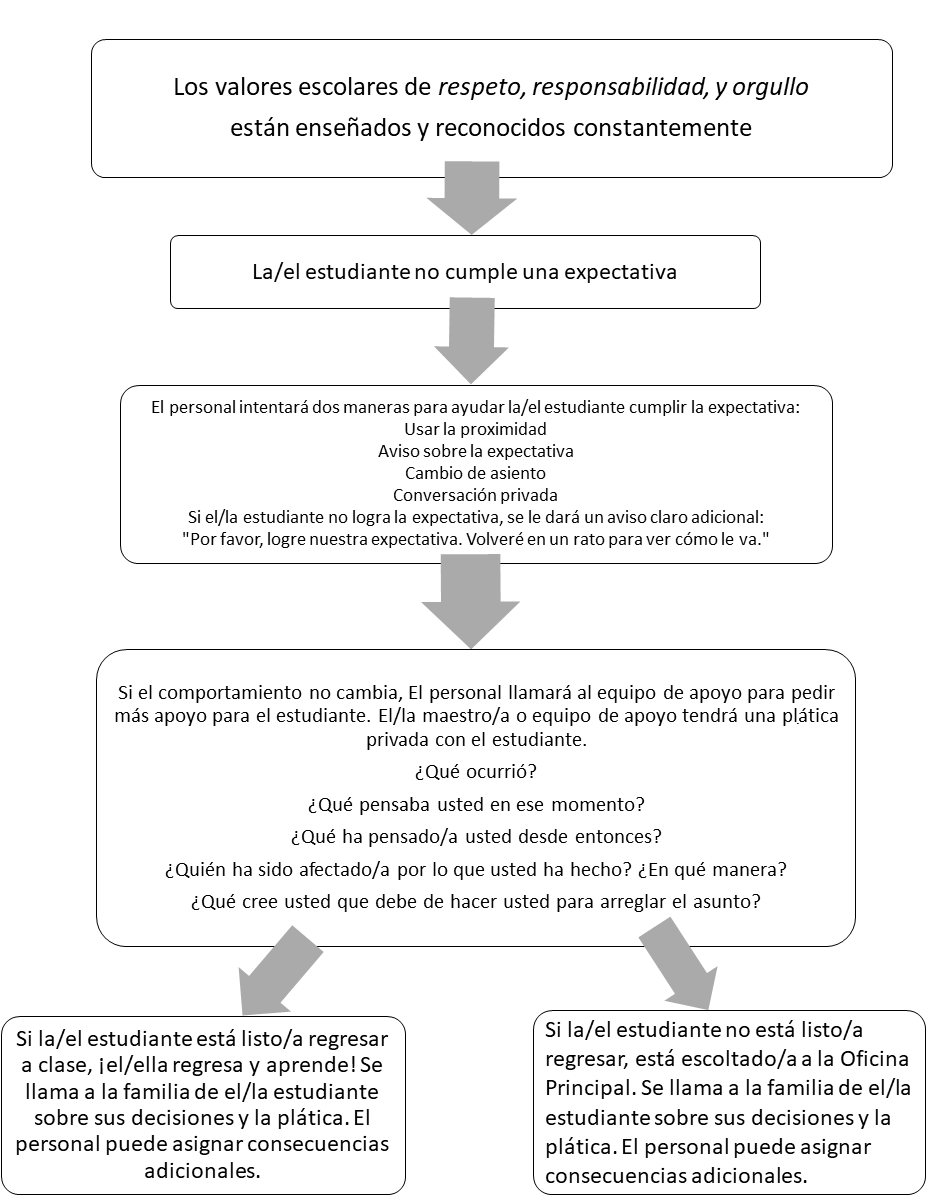 Los valores escolares de respeto, responsabilidad, y orgullo
están enseñados y reconocidos constantemente
La/el estudiante no cumple una expectativa
El personal intentará dos maneras para ayudar la/el estudiante cumplir la expectativa:
Usar la proximidad
Aviso sobre la expectativa
Cambio de asiento
Conversación privada
Si el/la estudiante no logra la expectativa, se le dará un aviso claro adicional:
"Por favor, logre nuestra expectativa. Volveré en un rato para ver cómo le va."
Si el comportamiento no cambia, El personal llamará al equipo de apoyo para pedir
más apoyo para el estudiante. El/la maestro/a o equipo de apoyo tendrá una plática
privada con el estudiante.
¿Qué ocurrió?
¿Qué pensaba usted en ese momento?
¿Qué ha pensado/a usted desde entonces?
¿Quién ha sido afectado/a por lo que usted ha hecho? ¿En qué manera?
¿Qué cree usted que debe de hacer usted para arreglar el asunto?
Si la/el estudiante está listo/a regresar
a clase, ¡el/ella regresa y aprende! Se
llama a la familia de el/la estudiante
sobre sus decisiones y la plática. El
personal puede asignar consecuencias
adicionales.
Si la/el estudiante no está listo/a
regresar, está escoltado/a a la Oficina
Principal. Se llama a la familia de el/la
estudiante sobre sus decisiones y la
plática. El personal puede asignar
consecuencias adicionales.